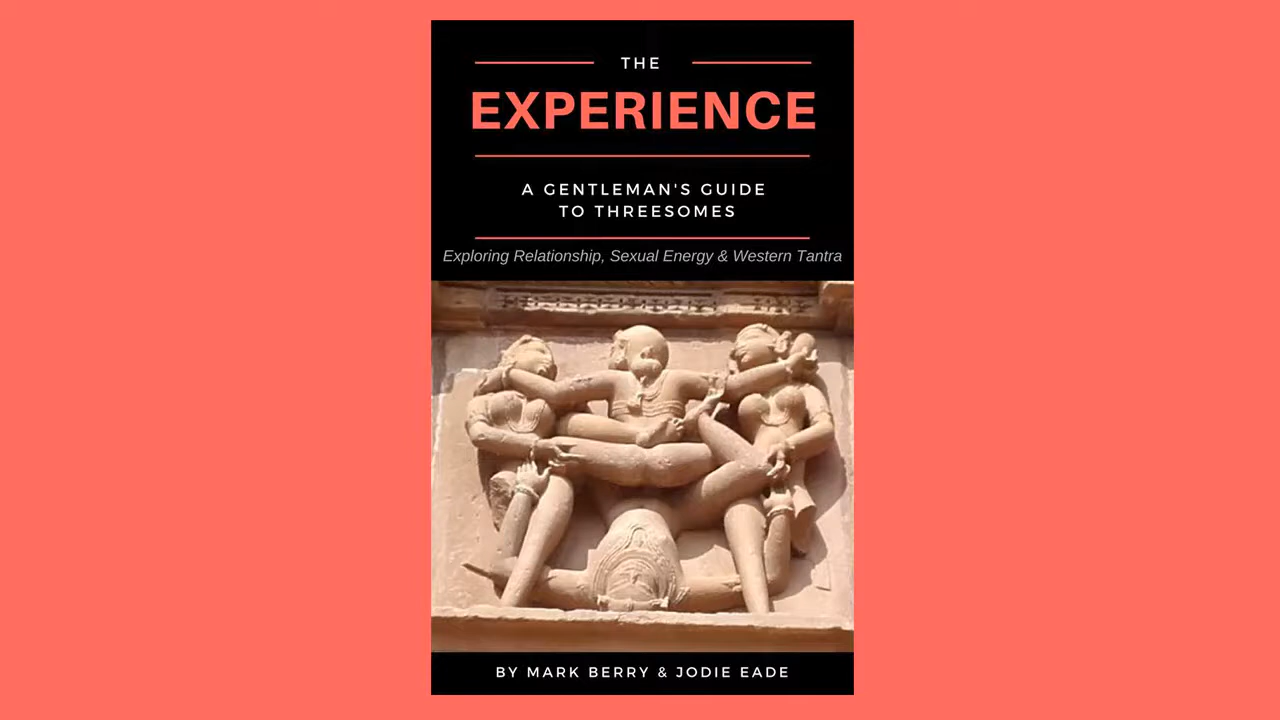 THE
EXPERIENCE
A GENTLEMAN'S GUIDE
TO THREESOMES
Exploring Relationship, Sexual Energy & Western Tantra
BY MARK BERRY & JODIE EADE